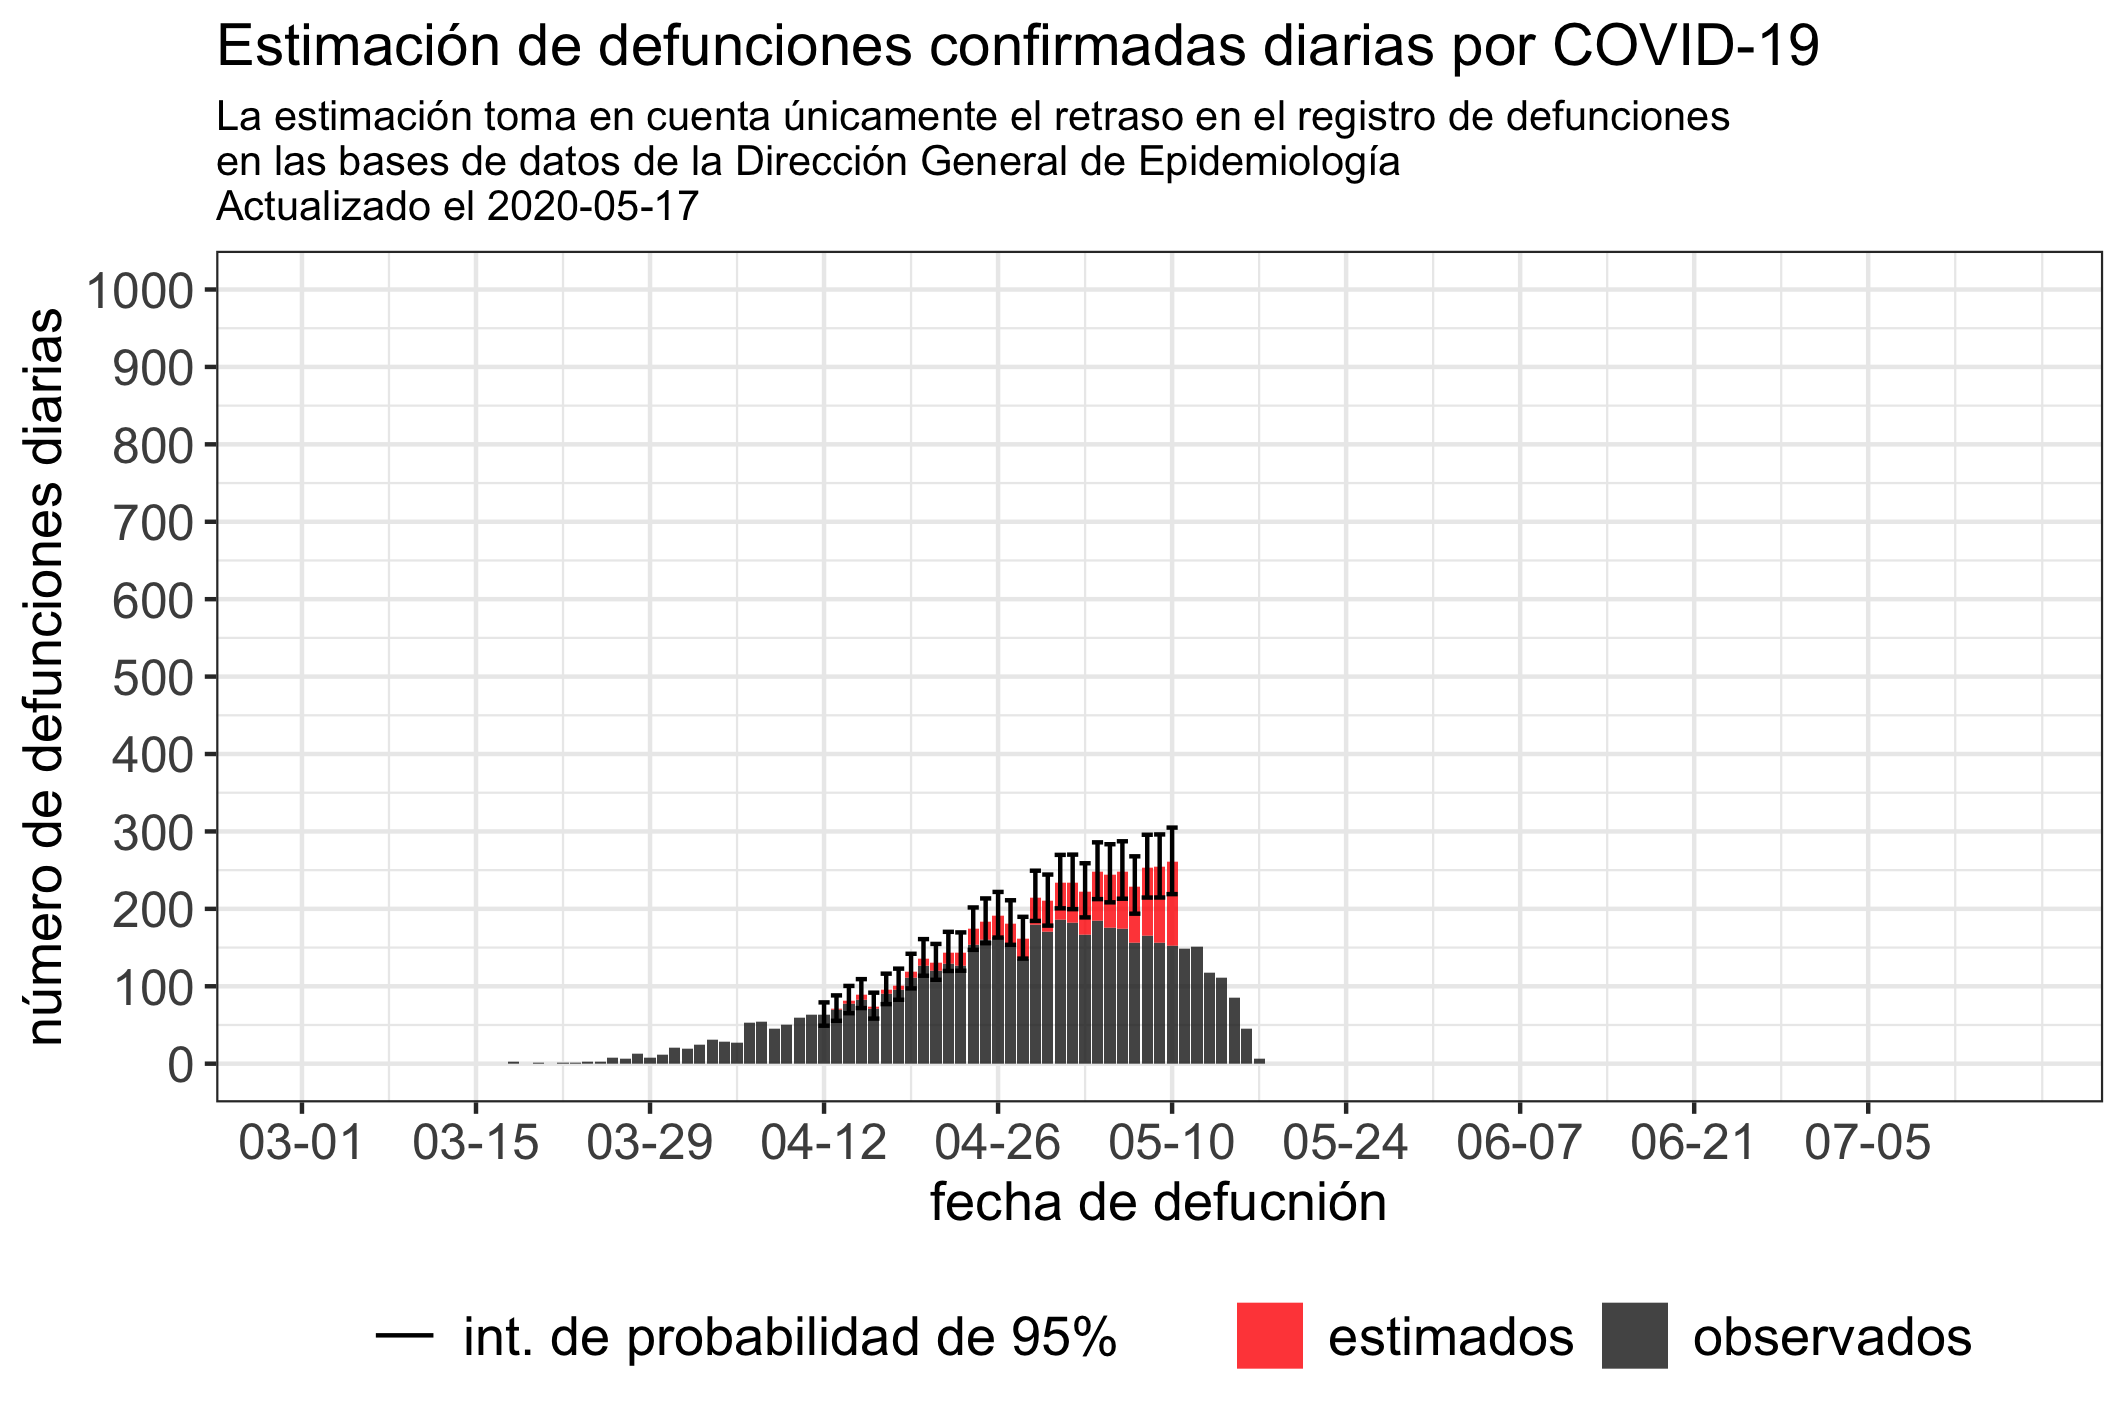 Estimación de defunciones confirmadas diarias por COVID-19
La estimación toma en cuenta únicamente el retraso en el registro de defunciones
en las bases de datos de la Dirección General de Epidemiología
Actualizado el 2020-05-17
número de defunciones diarias
1000
900
800
700
600
500
400
300
200
100
0
03-01 03-15 03-29 04-12 04-26 05-10 05-24 06-07 06-21 07-05
fecha de defucnión
int. de probabilidad de 95% estimados observados